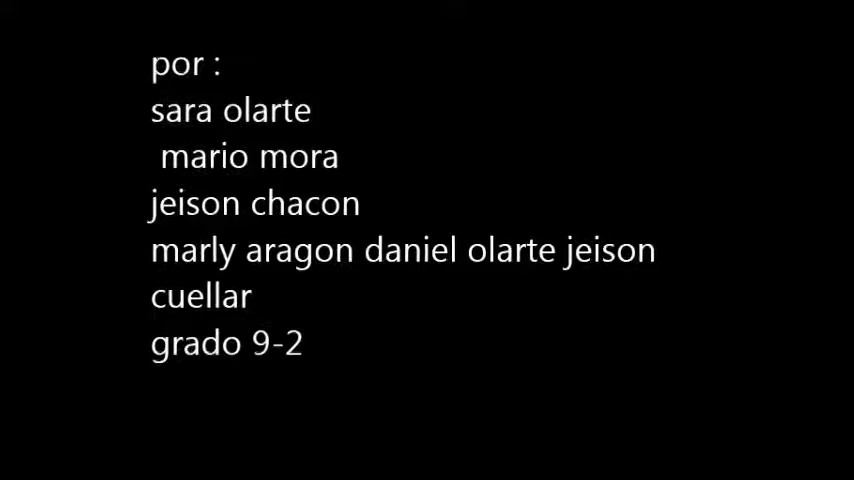 por :
sara olarte
mario mora
jeison chacon
marly aragon daniel olarte jeison
cuellar
grado 9-2